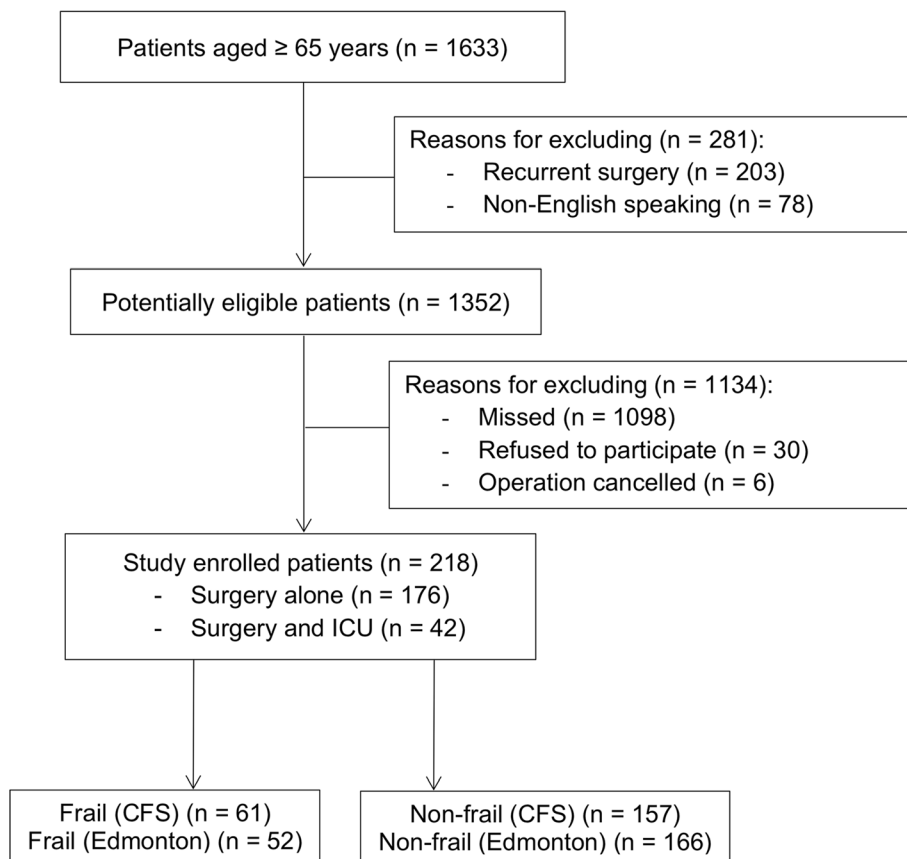 Patients aged ≥ 65 years (n = 1633)
Reasons for excluding (n = 281):
- Recurrent surgery (n = 203)
- Non-English speaking (n = 78)
Potentially eligible patients (n = 1352)
Reasons for excluding (n = 1134):
- Missed (n = 1098)
- Refused to participate (n = 30)
- Operation cancelled (n = 6)
Study enrolled patients (n = 218)
- Surgery alone (n = 176)
- Surgery and ICU (n = 42)
Frail (CFS) (n = 61)
Frail (Edmonton) (n = 52)
Non-frail (CFS) (n = 157)
Non-frail (Edmonton) (n = 166)